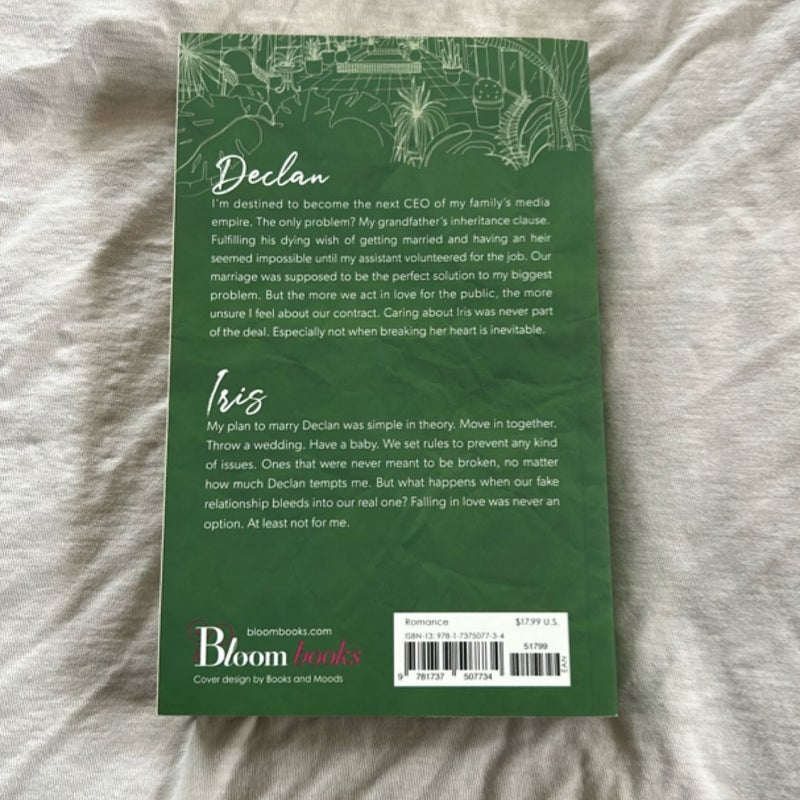 Declan
I'm destined to become the next CEO of my family's media
empire. The only problem? My grandfather's inheritance clause.
Fulfilling his dying wish of getting married and having an heir
seemed impossible until my assistant volunteered for the job. Our
marriage was supposed to be the perfect solution to my biggest
problem. But the more we act in love for the public, the more
unsure I feel about our contract. Caring about Iris was never part
of the deal. Especially not when breaking her heart is inevitable.
Iris
My plan to marry Declan was simple in theory. Move in together.
Throw a wedding. Have a baby. We set rules to prevent any kind
of issues. Ones that were never meant to be broken, no matter
how much Declan tempts me. But what happens when our fake
relationship bleeds into our real one? Falling in love was never an
option. At least not for me.
bloombooks.com
Bloom books
Cover design by Books and Moods
Romance $17.99 U.S.
ISBN-13: 978-1-7375077-3-4
51799
EAN
9 781737 507734